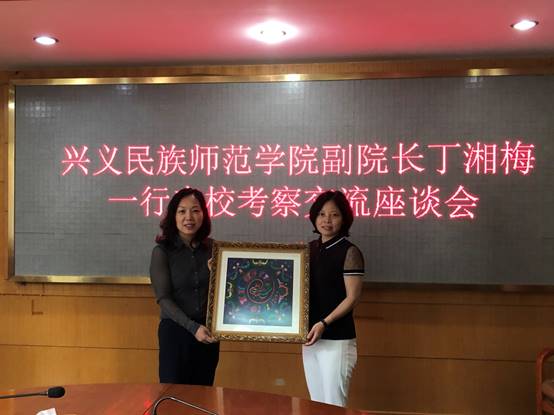 兴义民族师范学院副院长丁湘梅
一行校考察交流座谈会